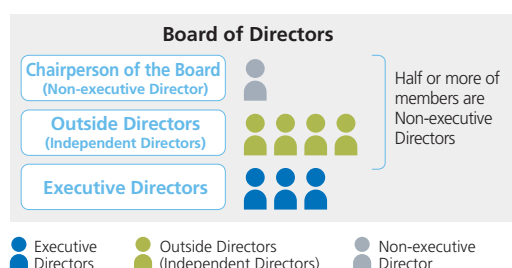 Board of Directors
Chairperson of the Board
(Non-executive Director)
Half or more of
members are
Non-executive
Directors
Outside Directors
(Independent Directors)
Executive Directors
Executive
Directors
Outside Directors
(Independent Directors)
Non-executive
Director